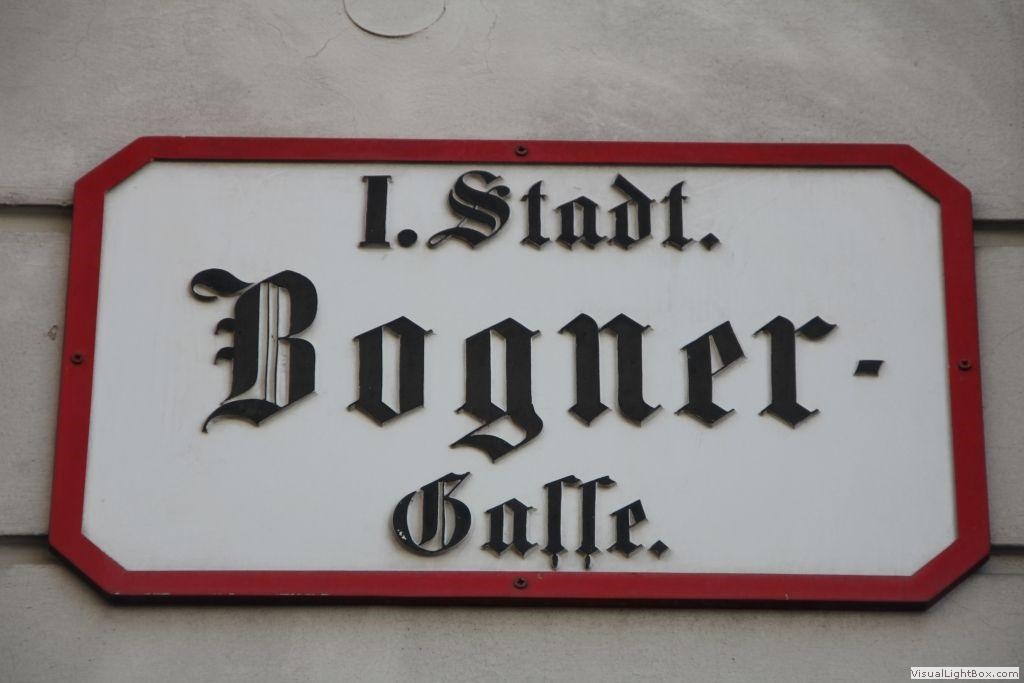 I. Stadt.
Bogner-
Gasse.
VisualLightBox.com